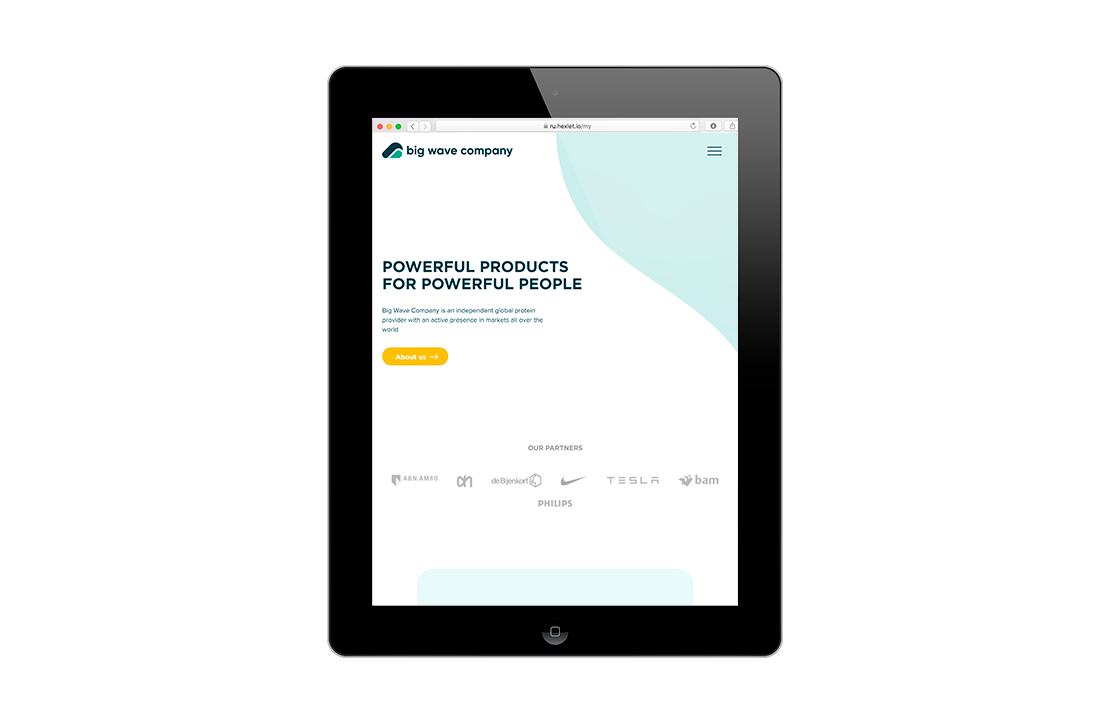 ru.hexlet.io/my
big wave company
POWERFUL PRODUCTS
FOR POWERFUL PEOPLE
Big Wave Company is an independent global protein
provider with an active presence in markets all over the
world
About us
OUR PARTNERS
ABN·AMRO
ah
de Bijenkorf
TESLA
bam
PHILIPS